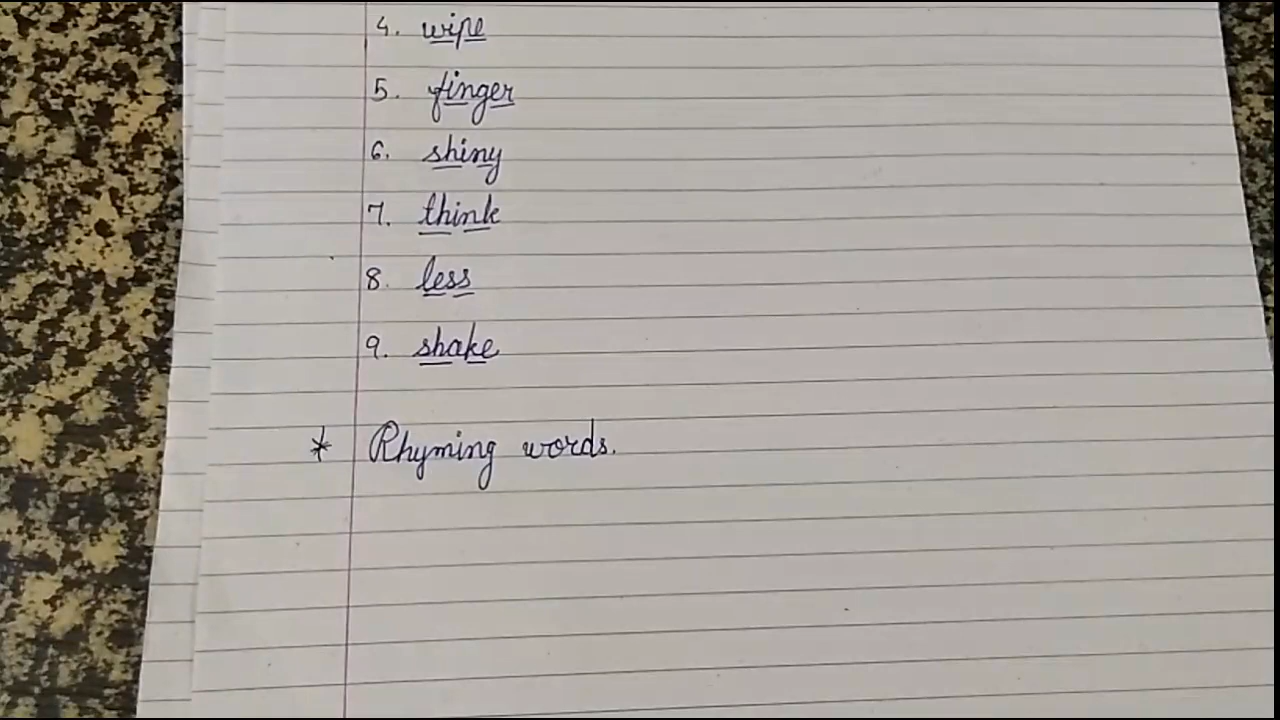 4. wipe
5. finger
6. shiny
7. think
8. less
9. shake
* Rhyming words.